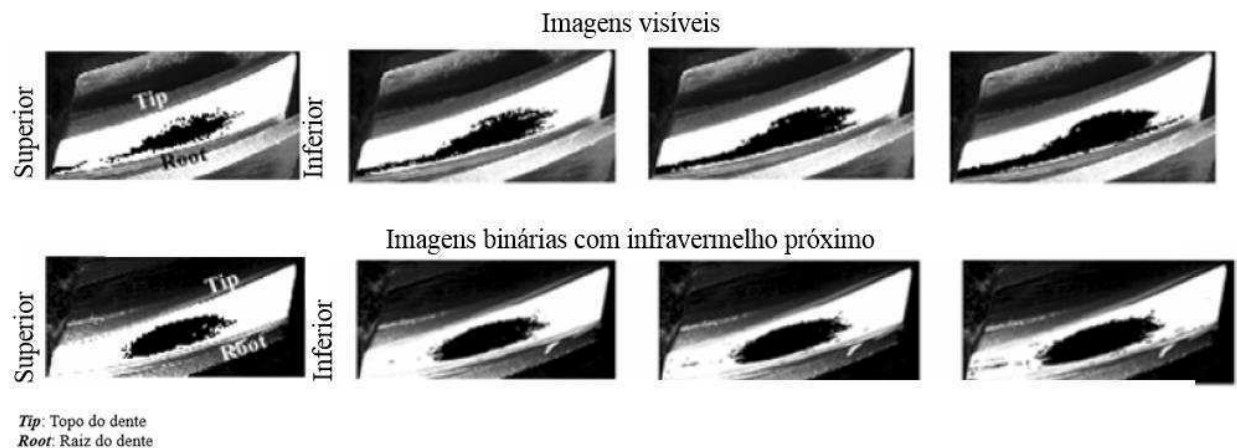 Imagens visíveis
Superior
Tip
Root
Inferior
Imagens binárias com infravermelho próximo
Superior
Tip
Root
Inferior
Tip: Topo do dente
Root: Raiz do dente